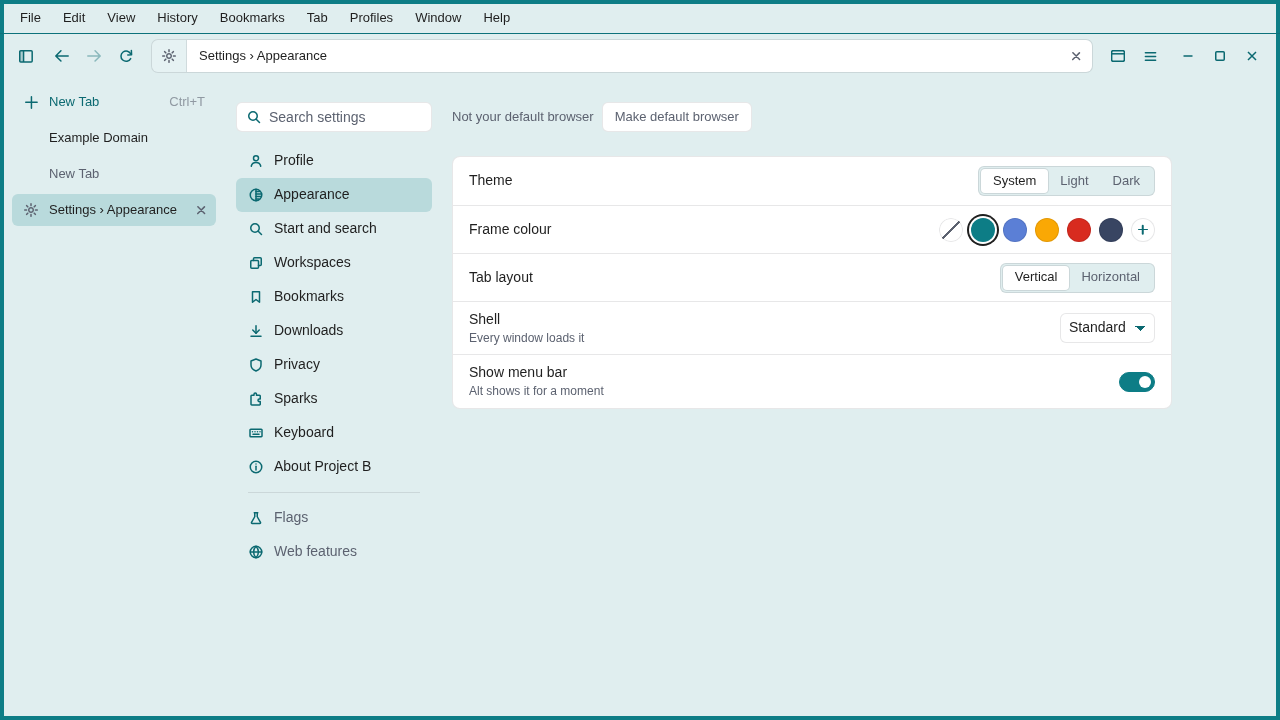 File Edit View History Bookmarks Tab Profiles Window Help
Settings › Appearance
New Tab Ctrl+T
Example Domain
New Tab
Settings › Appearance
Search settings
Profile
Appearance
Start and search
Workspaces
Bookmarks
Downloads
Privacy
Sparks
Keyboard
About Project B
Flags
Web features
Not your default browser Make default browser
Theme System Light Dark
Frame colour
Tab layout Vertical Horizontal
Shell
Every window loads it
Standard
Show menu bar
Alt shows it for a moment